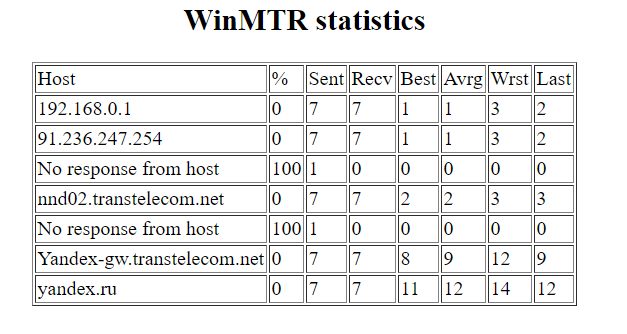 WinMTR statistics
Host % Sent Recv Best Avrg Wrst Last
192.168.0.1 0 7 7 1 1 3 2
91.236.247.254 0 7 7 1 1 3 2
No response from host 100 1 0 0 0 0 0
nnd02.transtelecom.net 0 7 7 2 2 3 3
No response from host 100 1 0 0 0 0 0
Yandex-gw.transtelecom.net 0 7 7 8 9 12 9
yandex.ru 0 7 7 11 12 14 12